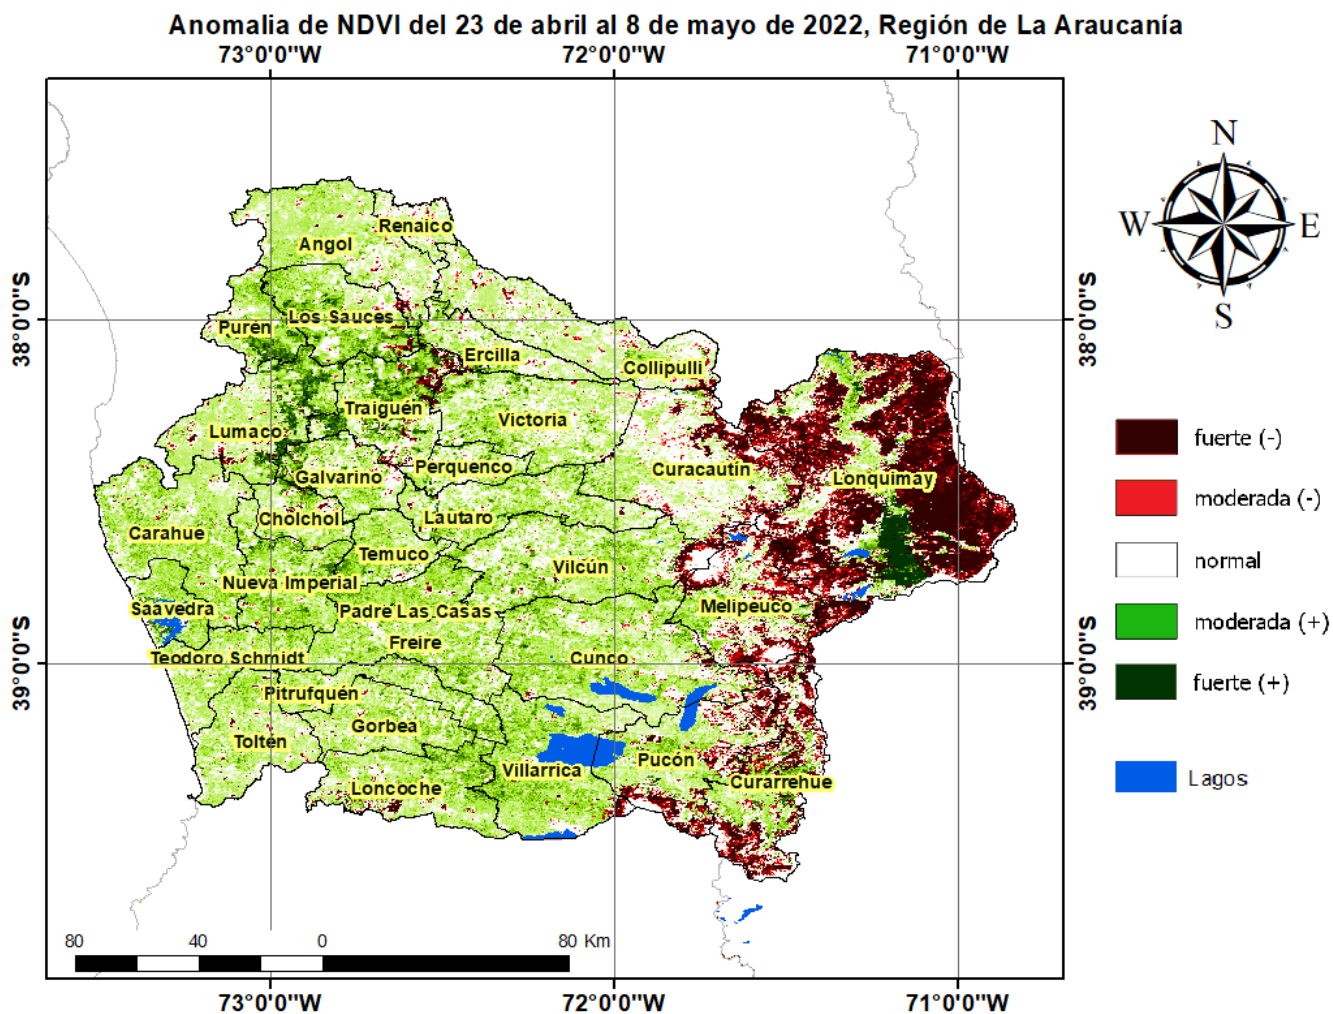 Anomalia de NDVI del 23 de abril al 8 de mayo de 2022, Región de La Araucanía
73°0'0"W 72°0'0"W 71°0'0"W
N
W E
S
38°0'0"S 38°0'0"S
39°0'0"S 39°0'0"S
Renaico
Angol
Los Sauces
Purén
Ercilla
Collipulli
Traiguén
Victoria
Lumaco
Perquenco
Curacautín
Galvarino
Lonquimay
Cholchol
Lautaro
Carahue
Temuco
Vilcún
Nueva Imperial
Saavedra
Padre Las Casas
Melipeuco
Freire
Teodoro Schmidt
Cunco
Pitrufquén
Gorbea
Toltén
Pucón
Villarrica
Curarrehue
Loncoche
fuerte (-)
moderada (-)
normal
moderada (+)
fuerte (+)
Lagos
80 40 0 80 Km
73°0'0"W 72°0'0"W 71°0'0"W